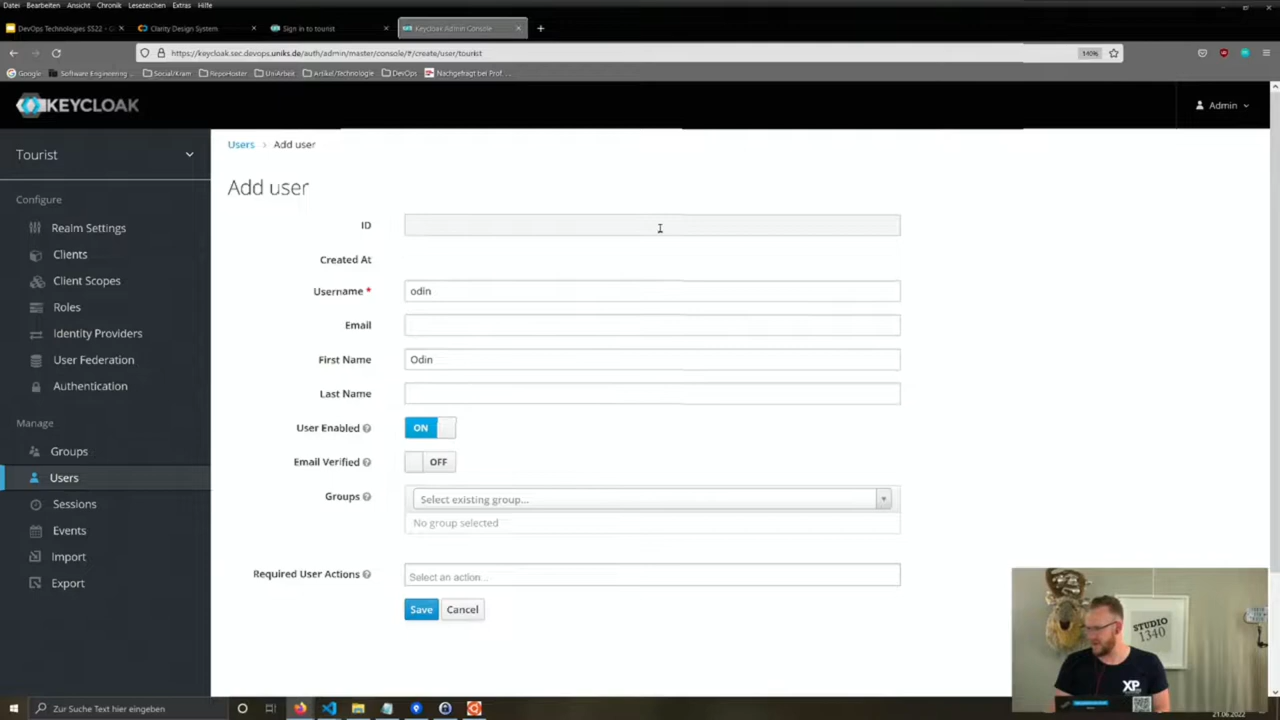 Datei Bearbeiten Ansicht Chronik Lesezeichen Extras Hilfe
DevOps Technologies SS22 - G
Clarity Design System
Sign in to tourist
Keycloak Admin Console
https://keycloak.sec.devops.uniks.de/auth/admin/master/console/#/create/user/tourist
140%
Google
Software Engineering ...
Social/Kram
RepoHoster
Uni-Arbeit
Artikel/Technologie
DevOps
Nachgefragt bei Prof. ...
KEYCLOAK
Admin
Tourist
Configure
Realm Settings
Clients
Client Scopes
Roles
Identity Providers
User Federation
Authentication
Manage
Groups
Users
Sessions
Events
Import
Export
Users > Add user
Add user
ID
Created At
Username * odin
Email
First Name Odin
Last Name
User Enabled ON
Email Verified OFF
Groups Select existing group...
No group selected
Required User Actions Select an action...
Save Cancel
STUDIO
1340
XP
Zur Suche Text hier eingeben
21.06.2022